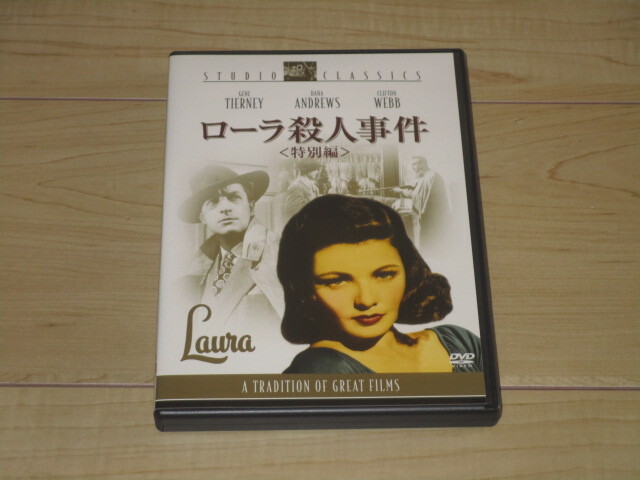 STUDIO CLASSICS
GENE TIERNEY
DANA ANDREWS
CLIFTON WEBB
ローラ殺人事件
<特別編>
Laura
DVD
VIDEO
A TRADITION OF GREAT FILMS